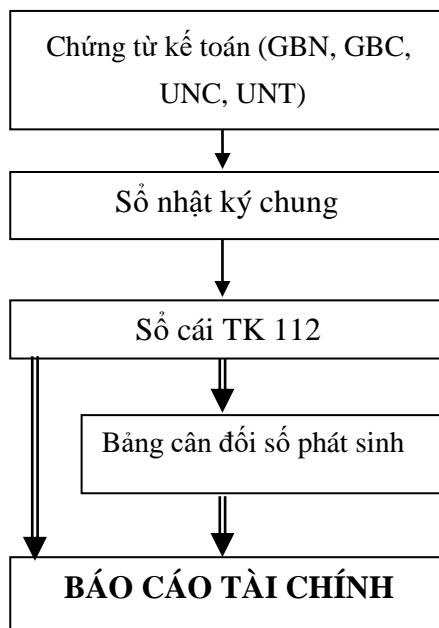 Chứng từ kế toán (GBN, GBC,
UNC, UNT)
Sổ nhật ký chung
Sổ cái TK 112
Bảng cân đối số phát sinh
BÁO CÁO TÀI CHÍNH